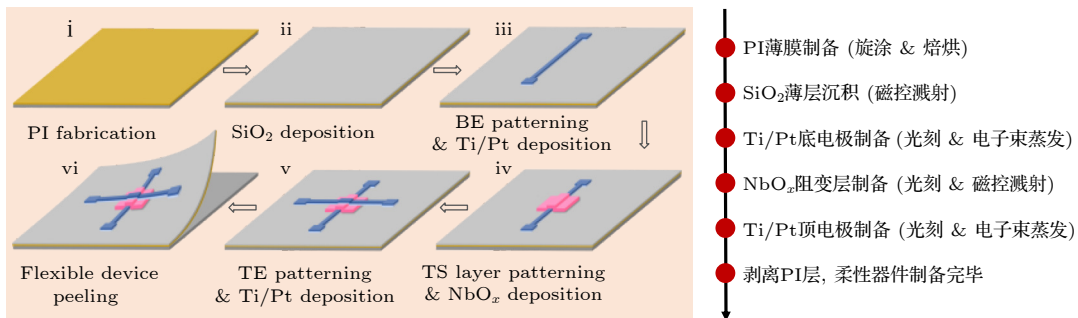 i
PI fabrication
ii
SiO₂ deposition
iii
BE patterning
& Ti/Pt deposition
iv
TS layer patterning
& NbOₓ deposition
v
TE patterning
& Ti/Pt deposition
vi
Flexible device
peeling
PI薄膜制备 (旋涂 & 焙烘)
SiO₂薄层沉积 (磁控溅射)
Ti/Pt底电极制备 (光刻 & 电子束蒸发)
NbOₓ阻变层制备 (光刻 & 磁控溅射)
Ti/Pt顶电极制备 (光刻 & 电子束蒸发)
剥离PI层, 柔性器件制备完毕